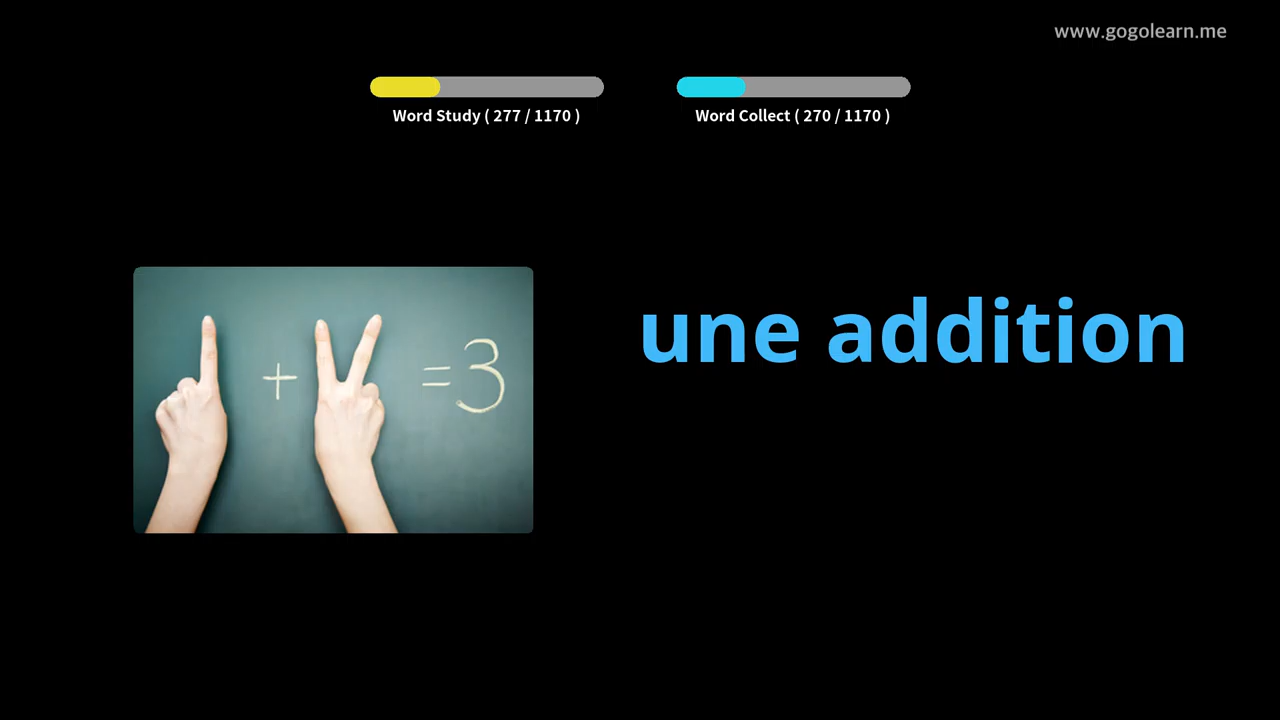 www.gogolearn.me
Word Study ( 277 / 1170 )
Word Collect ( 270 / 1170 )
+ = 3
une addition